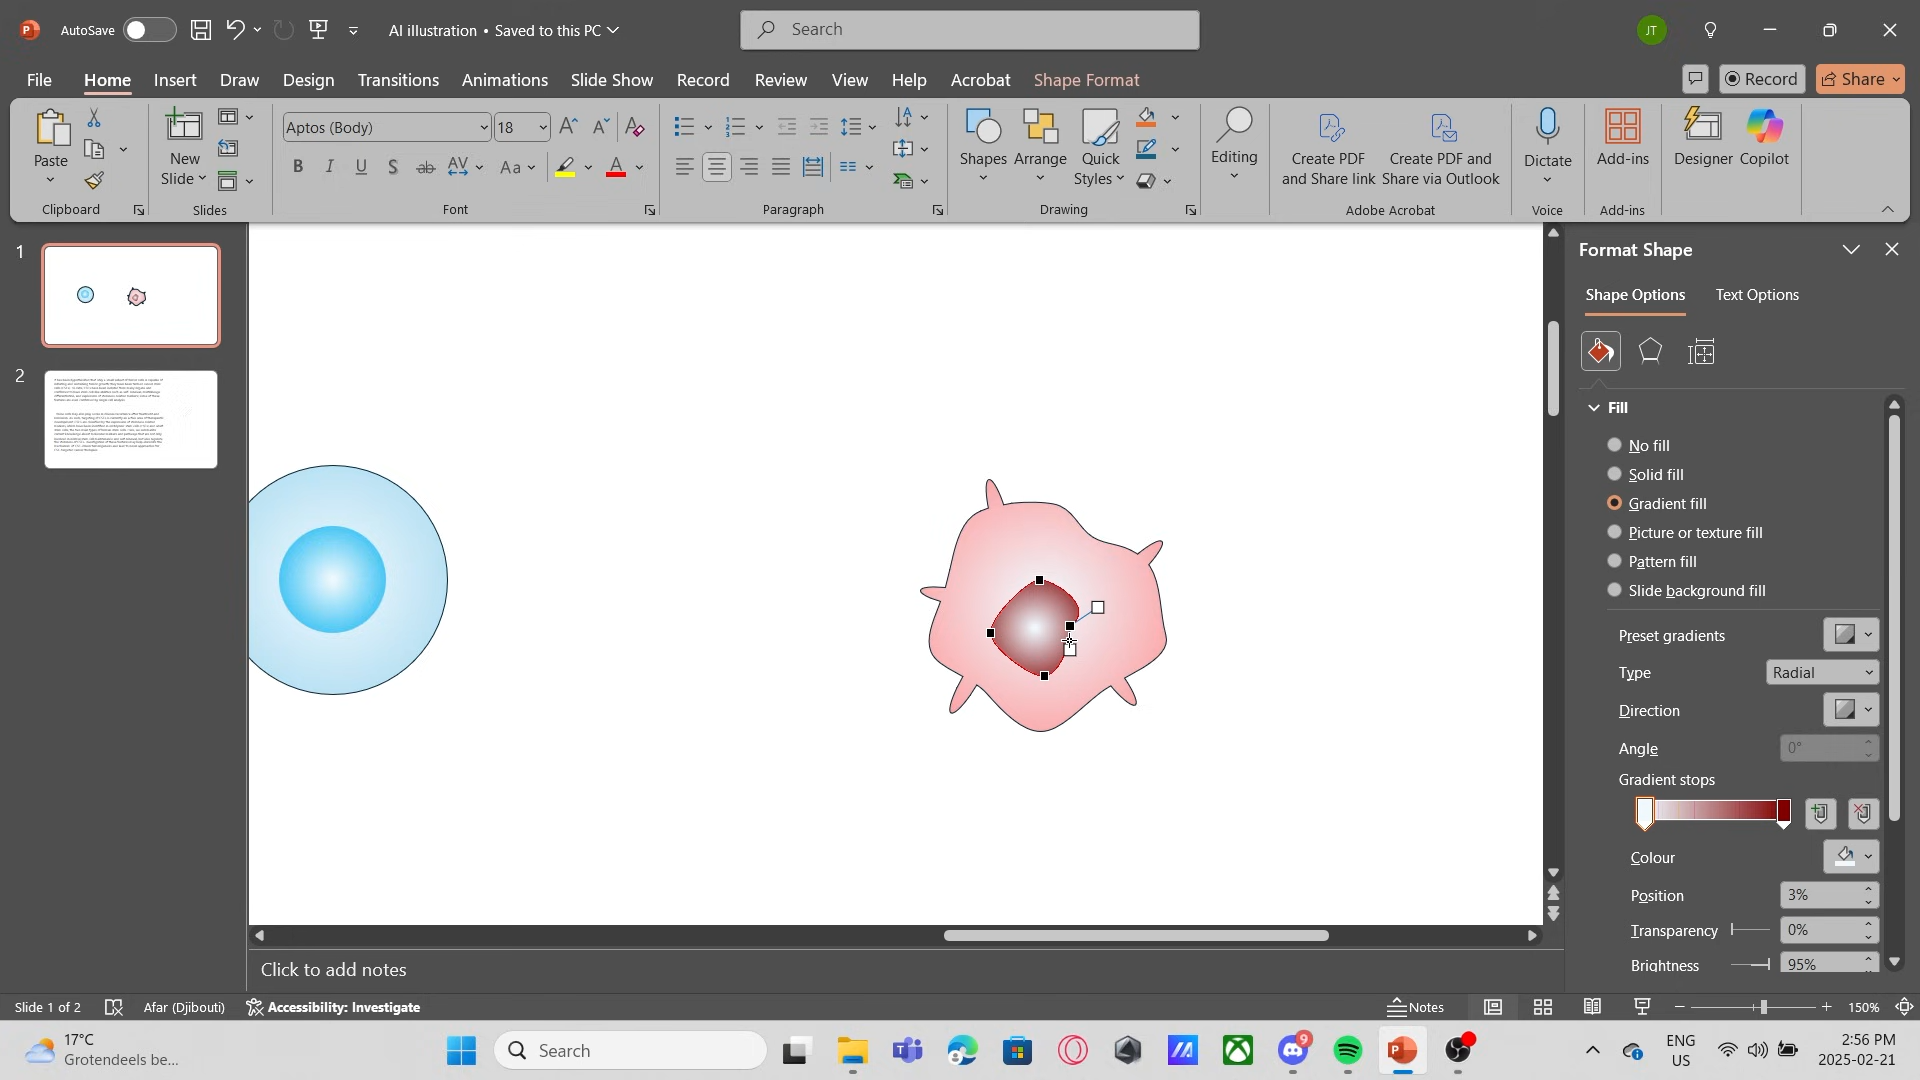 AutoSave
AI illustration • Saved to this PC
Search
JT
File
Home
Insert
Draw
Design
Transitions
Animations
Slide Show
Record
Review
View
Help
Acrobat
Shape Format
Record
Share
Paste
Clipboard
New
Slide
Slides
Aptos (Body)
18
Font
Paragraph
Shapes
Arrange
Quick
Styles
Drawing
Editing
Create PDF
and Share link
Create PDF and
Share via Outlook
Adobe Acrobat
Dictate
Voice
Add-ins
Add-ins
Designer
Copilot
1
2
Format Shape
Shape Options
Text Options
Fill
No fill
Solid fill
Gradient fill
Picture or texture fill
Pattern fill
Slide background fill
Preset gradients
Type
Radial
Direction
Angle
0°
Gradient stops
Colour
Position
3%
Transparency
0%
Brightness
95%
Click to add notes
Slide 1 of 2
Afar (Djibouti)
Accessibility: Investigate
Notes
150%
17°C
Grotendeels be...
Search
9
ENG
US
2:56 PM
2025-02-21